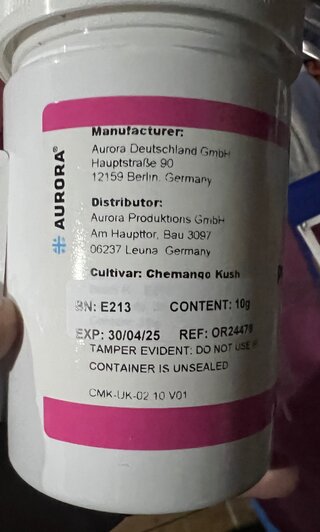 AURORA®
Manufacturer:
Aurora Deutschland GmbH
Hauptstraße 90
12159 Berlin, Germany
Distributor:
Aurora Produktions GmbH
Am Haupttor, Bau 3097
06237 Leuna Germany
Cultivar: Chemango Kush
BN: E213 CONTENT: 10g
EXP: 30/04/25 REF: OR24478
TAMPER EVIDENT: DO NOT USE IF
CONTAINER IS UNSEALED
CMK-UK-02 10 V01